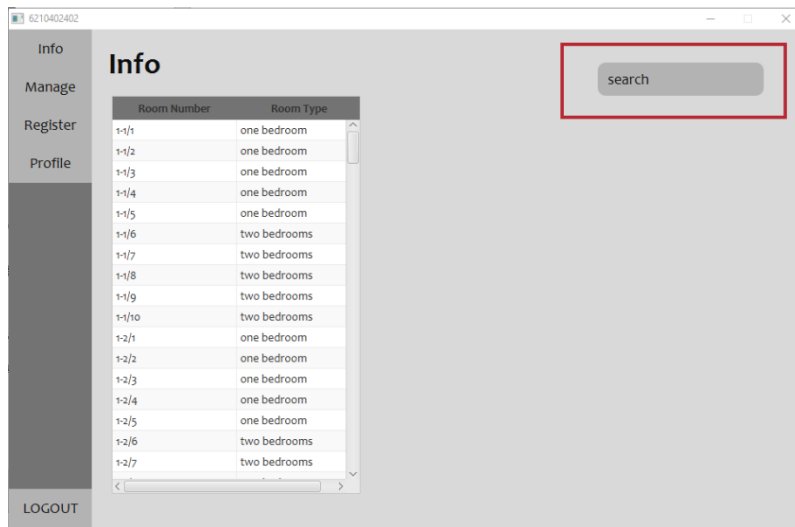 6210402402
Info
Manage
Register
Profile
LOGOUT
Info
search
Room Number Room Type
1-1/1 one bedroom
1-1/2 one bedroom
1-1/3 one bedroom
1-1/4 one bedroom
1-1/5 one bedroom
1-1/6 two bedrooms
1-1/7 two bedrooms
1-1/8 two bedrooms
1-1/9 two bedrooms
1-1/10 two bedrooms
1-2/1 one bedroom
1-2/2 one bedroom
1-2/3 one bedroom
1-2/4 one bedroom
1-2/5 one bedroom
1-2/6 two bedrooms
1-2/7 two bedrooms